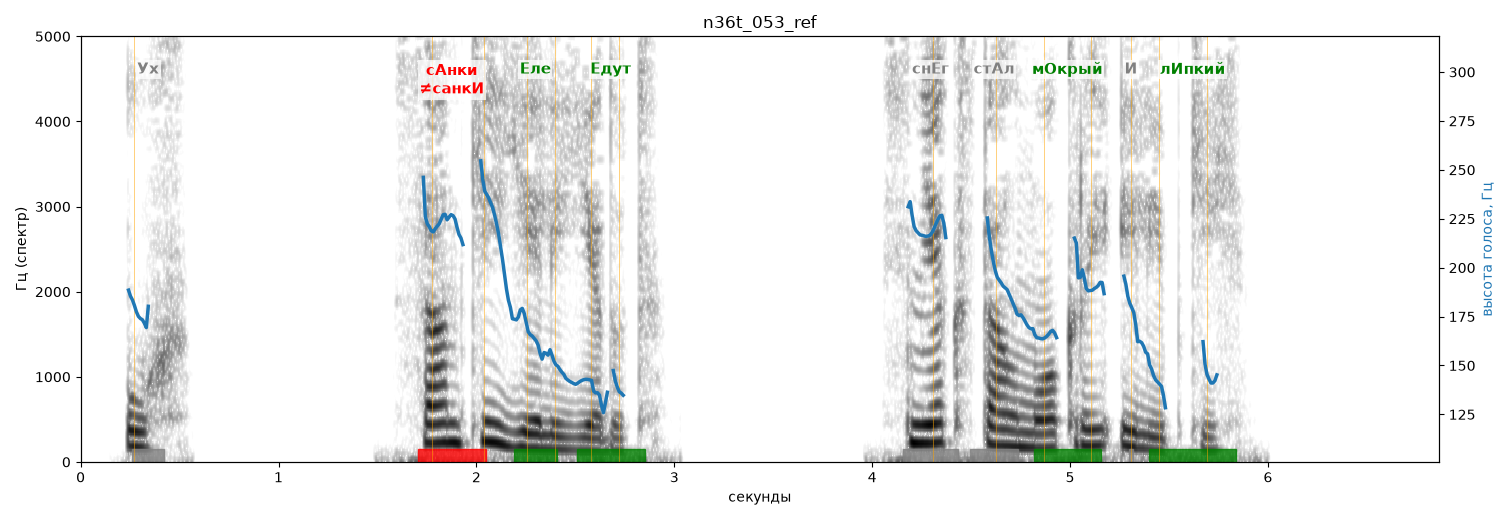 n36t_053_ref
Ух
сАнки
≠санкИ
Еле
Едут
снЕг
стАл
мОкрый
И
лИпкий
5000
4000
3000
2000
1000
0
Гц (спектр)
300
275
250
225
200
175
150
125
высота голоса, Гц
0 1 2 3 4 5 6
секунды